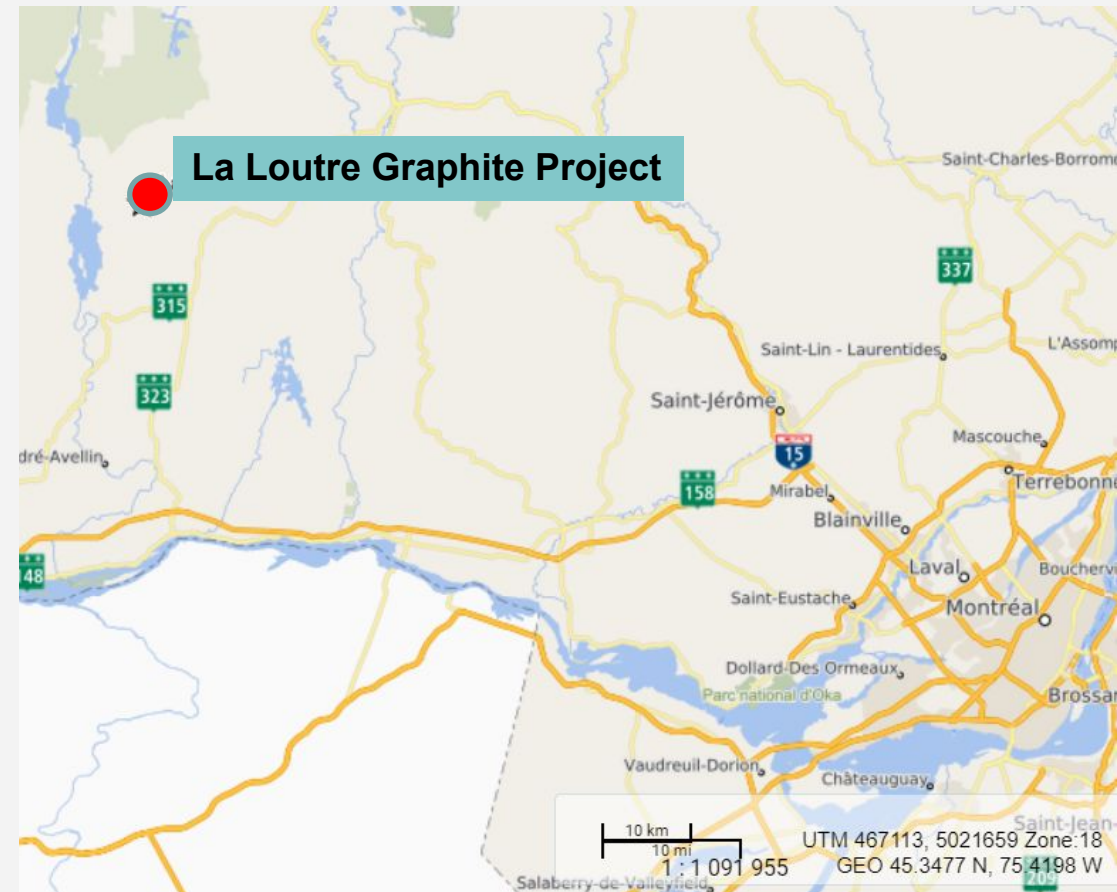 La Loutre Graphite Project
Saint-Charles-Borromé
337
315
Saint-Lin - Laurentides
L'Assomp
323
Saint-Jérôme
Mascouche
15
dré-Avellin
Terrebonne
158
Mirabel
Blainville
Laval
Bouchervi
148
Saint-Eustache
Montréal
Dollard-Des Ormeaux
Parc national d'Oka
Brossar
Vaudreuil-Dorion
Châteauguay
Saint-Jean-
10 km
10 mi
1 : 1 091 955
UTM 467113, 5021659 Zone:18
GEO 45.3477 N, 75.4198 W
209
Salaberry-de-Valleyfield